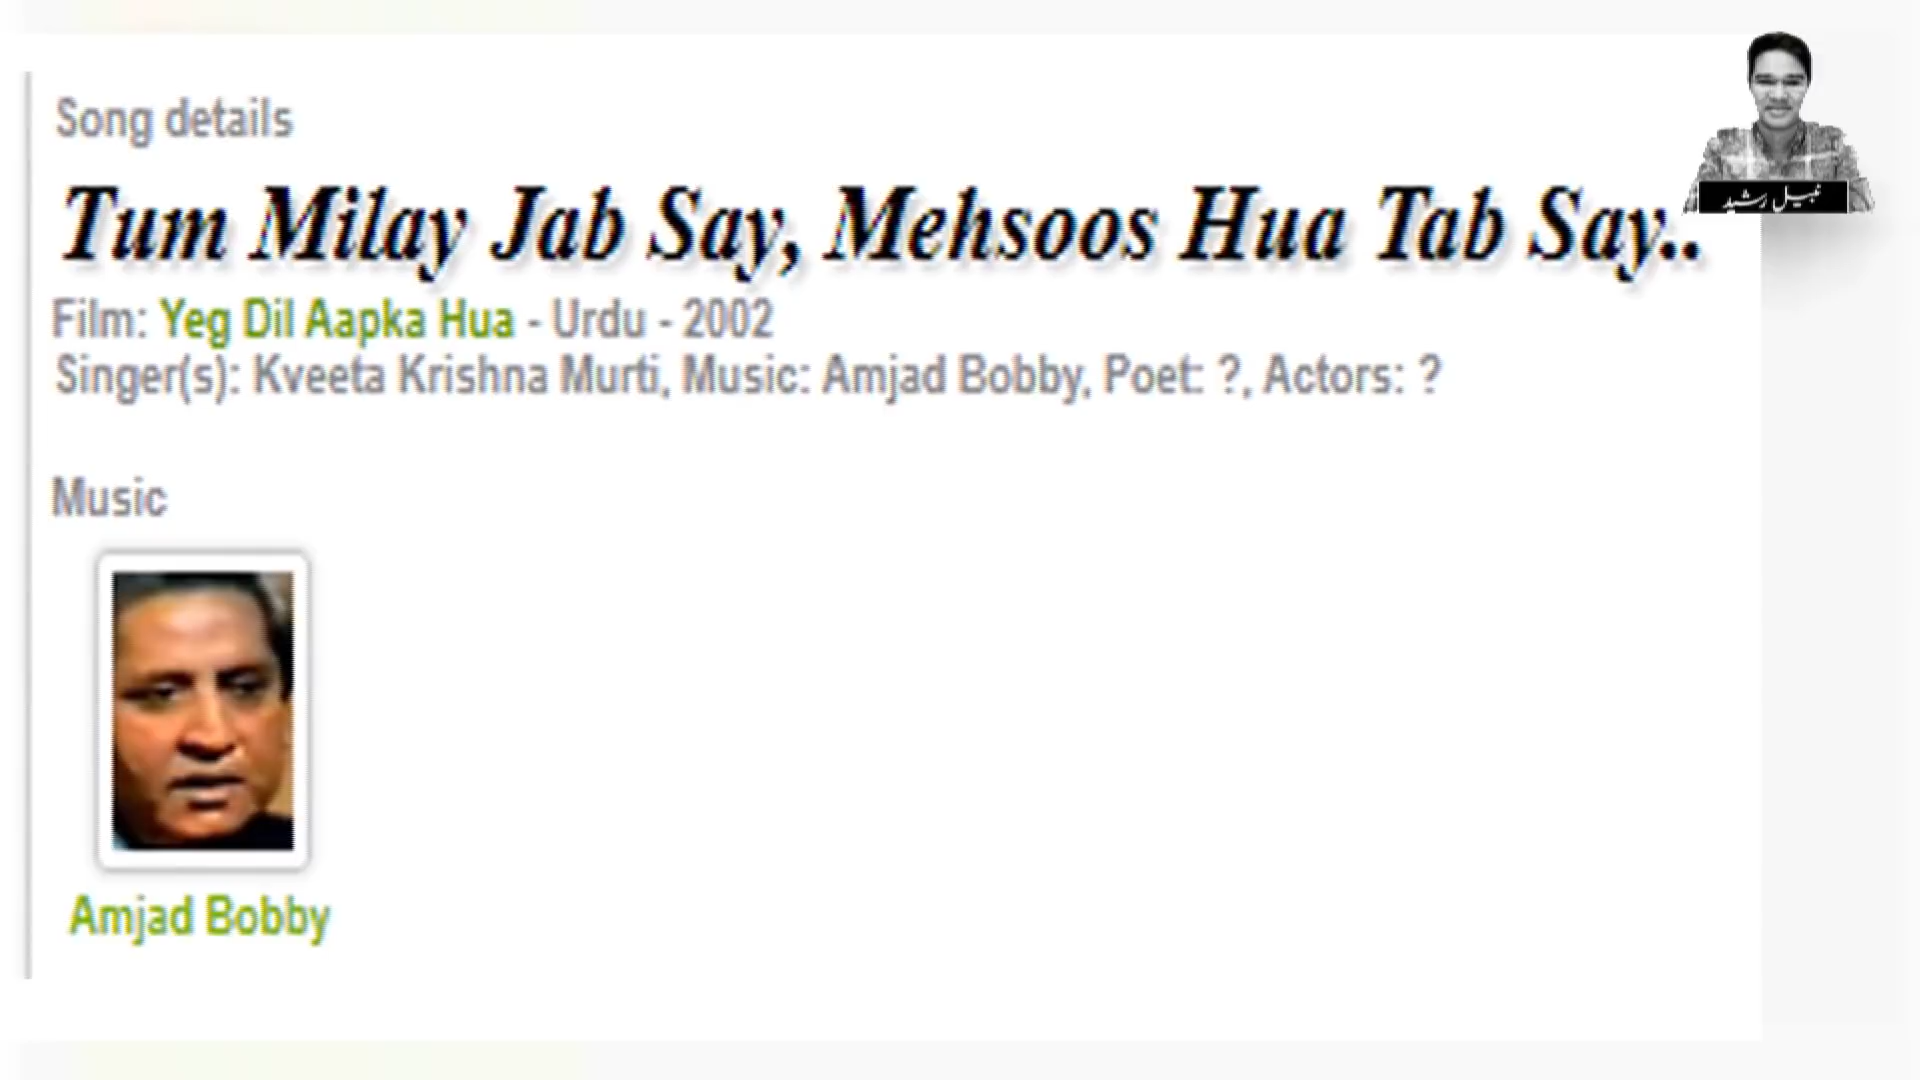 Song details
Tum Milay Jab Say, Mehsoos Hua Tab Say..
Film: Yeg Dil Aapka Hua - Urdu - 2002
Singer(s): Kveeta Krishna Murti, Music: Amjad Bobby, Poet: ?, Actors: ?
Music
Amjad Bobby
نبیل رشید